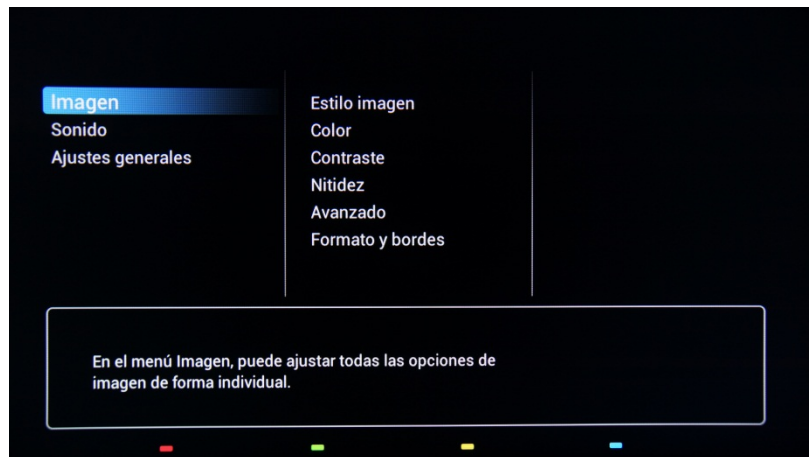 Imagen
Sonido
Ajustes generales
Estilo imagen
Color
Contraste
Nitidez
Avanzado
Formato y bordes
En el menú Imagen, puede ajustar todas las opciones de
imagen de forma individual.